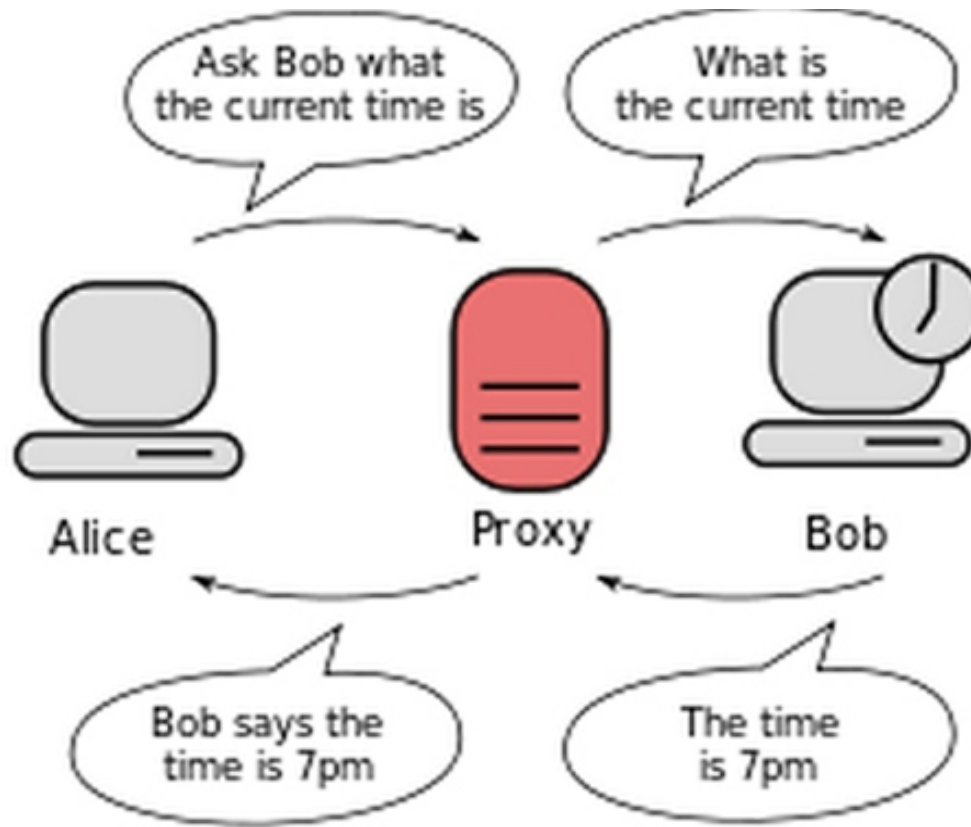 Ask Bob what
the current time is
What is
the current time
Alice
Proxy
Bob
Bob says the
time is 7pm
The time
is 7pm